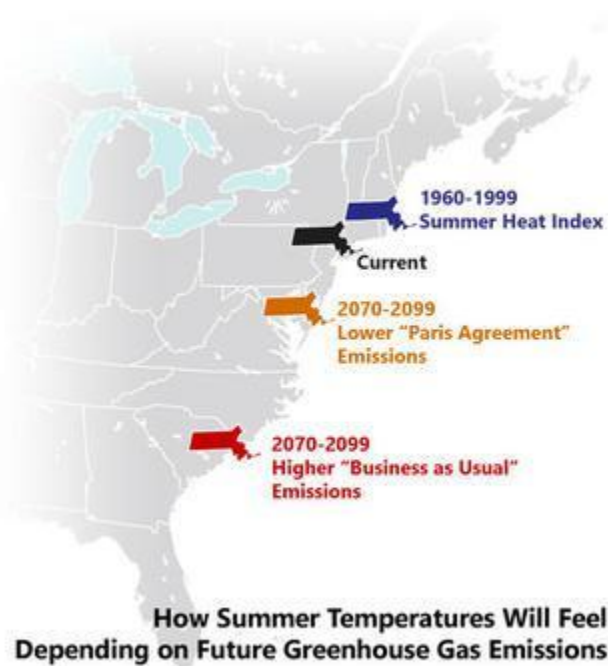 1960-1999
Summer Heat Index
Current
2070-2099
Lower “Paris Agreement”
Emissions
2070-2099
Higher “Business as Usual”
Emissions
How Summer Temperatures Will Feel
Depending on Future Greenhouse Gas Emissions